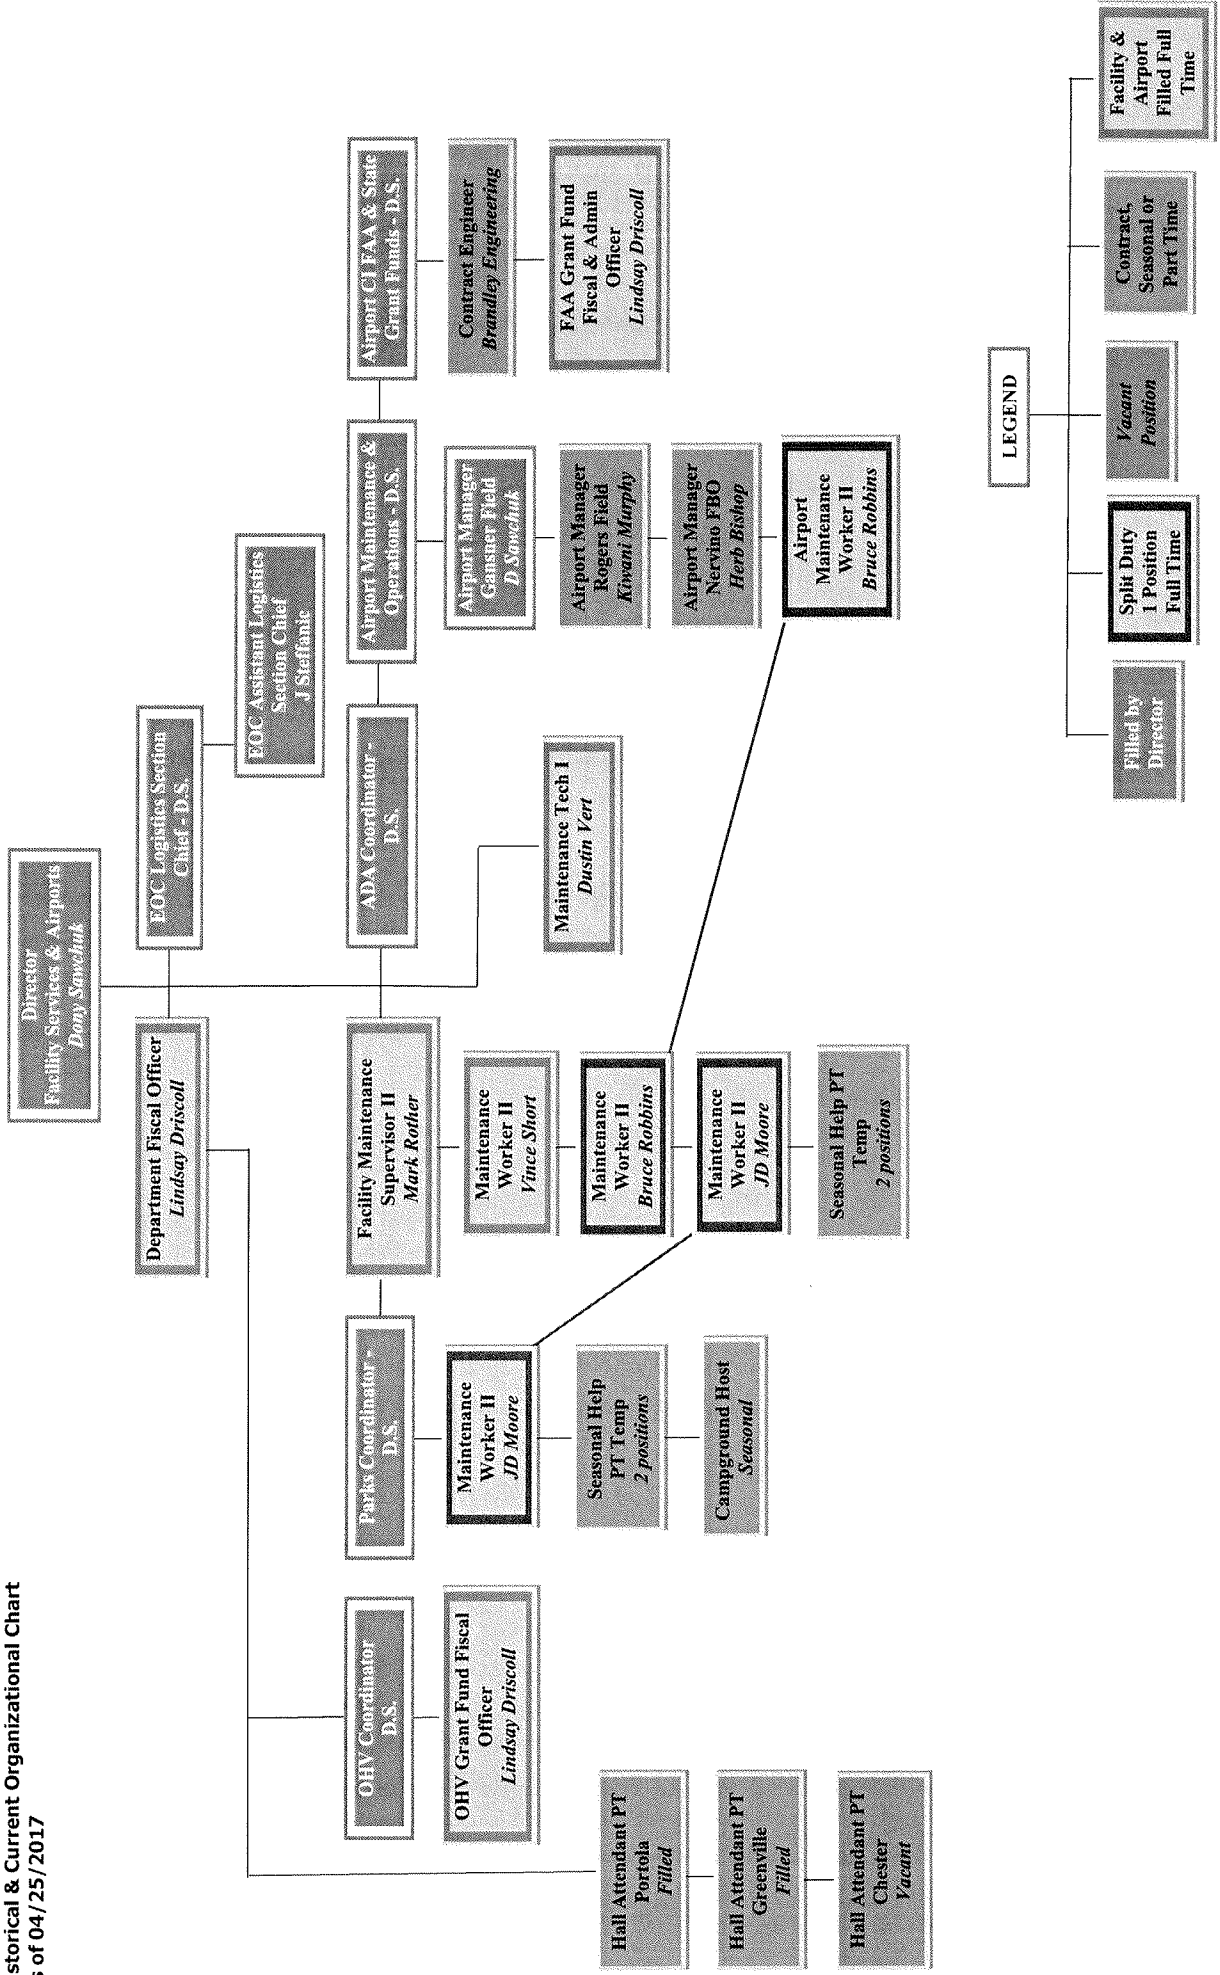 storical & Current Organizational Chart
s of 04/25/2017
Director
Facility Services & Airports
Dony Sawchuk
Department Fiscal Officer
Lindsay Driscoll
EOC Logistics Section
Chief - D.S.
EOC Assistant Logistics
Section Chief
J Steffanic
OHV Coordinator
D.S.
Parks Coordinator -
D.S.
Facility Maintenance
Supervisor II
Mark Rother
ADA Coordinator -
D.S.
Airport Maintenance &
Operations - D.S.
Airport CI FAA & State
Grant Funds - D.S.
OHV Grant Fund Fiscal
Officer
Lindsay Driscoll
Hall Attendant PT
Portola
Filled
Hall Attendant PT
Greenville
Filled
Hall Attendant PT
Chester
Vacant
Maintenance
Worker II
JD Moore
Seasonal Help
PT Temp
2 positions
Campground Host
Seasonal
Maintenance
Worker II
Vince Short
Maintenance
Worker II
Bruce Robbins
Maintenance
Worker II
JD Moore
Seasonal Help PT
Temp
2 positions
Maintenance Tech I
Dustin Vert
Airport Manager
Gansner Field
D Sawchuk
Airport Manager
Rogers Field
Kiwani Murphy
Airport Manager
Nervino FBO
Herb Bishop
Airport
Maintenance
Worker II
Bruce Robbins
Contract Engineer
Brandley Engineering
FAA Grant Fund
Fiscal & Admin
Officer
Lindsay Driscoll
LEGEND
Filled by
Director
Split Duty
1 Position
Full Time
Vacant
Position
Contract,
Seasonal or
Part Time
Facility &
Airport
Filled Full
Time